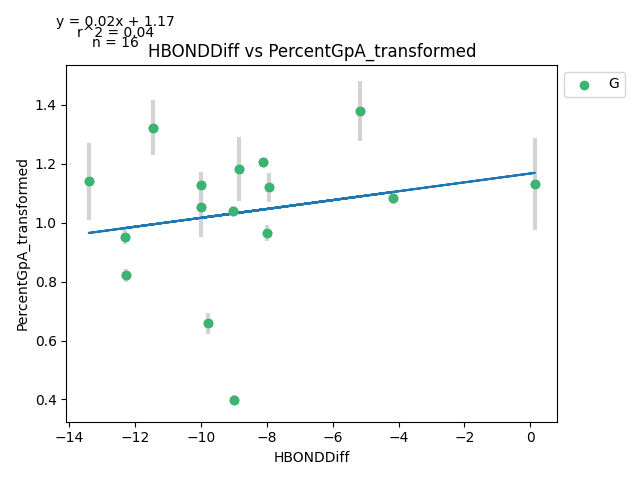 y = 0.02x + 1.17
r^2 = 0.04
n = 16
HBONDDiff vs PercentGpA_transformed
G
1.4
1.2
1.0
0.8
0.6
0.4
PercentGpA_transformed
−14 −12 −10 −8 −6 −4 −2 0
HBONDDiff